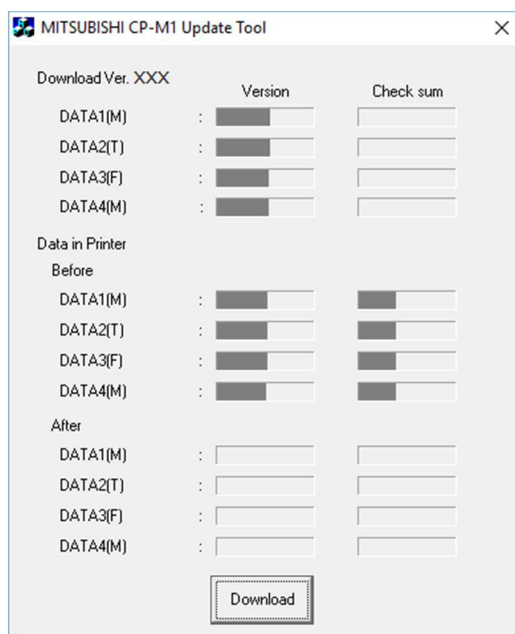 MITSUBISHI CP-M1 Update Tool
Download Ver. XXX
Version Check sum
DATA1(M) :
DATA2(T) :
DATA3(F) :
DATA4(M) :
Data in Printer
Before
DATA1(M) :
DATA2(T) :
DATA3(F) :
DATA4(M) :
After
DATA1(M) :
DATA2(T) :
DATA3(F) :
DATA4(M) :
Download